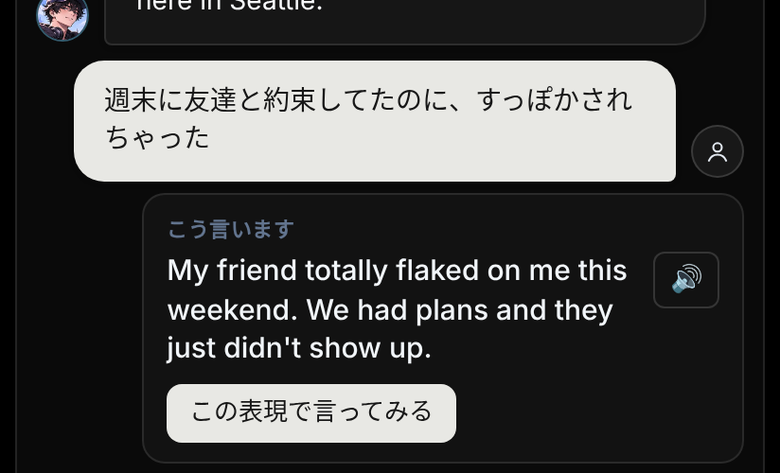 here in Seattle.
週末に友達と約束してたのに、すっぽかされ
ちゃった
こう言います
My friend totally flaked on me this
weekend. We had plans and they
just didn't show up.
この表現で言ってみる